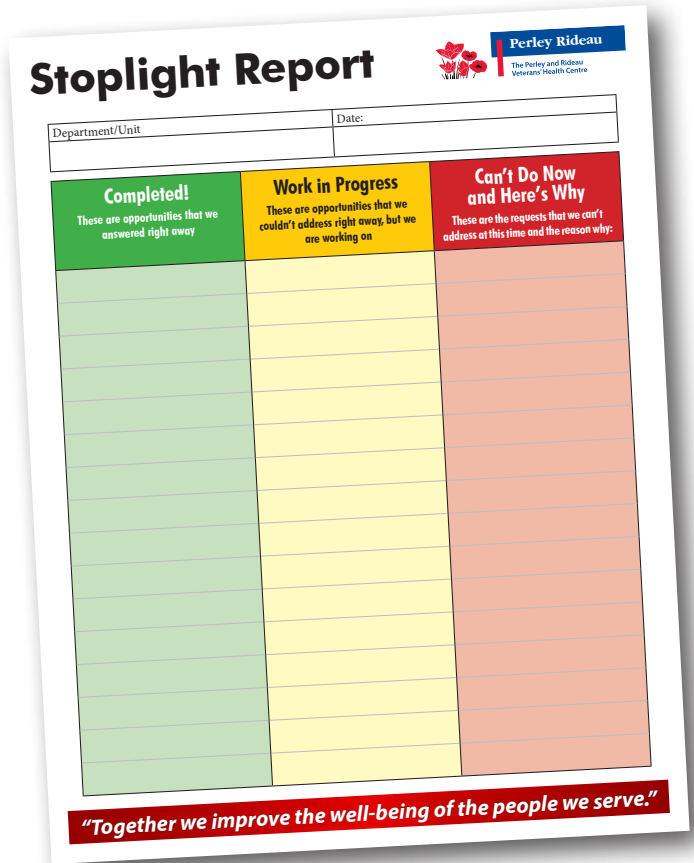 Stoplight Report
Perley Rideau
The Perley and Rideau
Veterans' Health Centre
Department/Unit
Date:
Completed!
These are opportunities that we
answered right away
Work in Progress
These are opportunities that we
couldn't address right away, but we
are working on
Can't Do Now
and Here's Why
These are the requests that we can't
address at this time and the reason why:
"Together we improve the well-being of the people we serve."